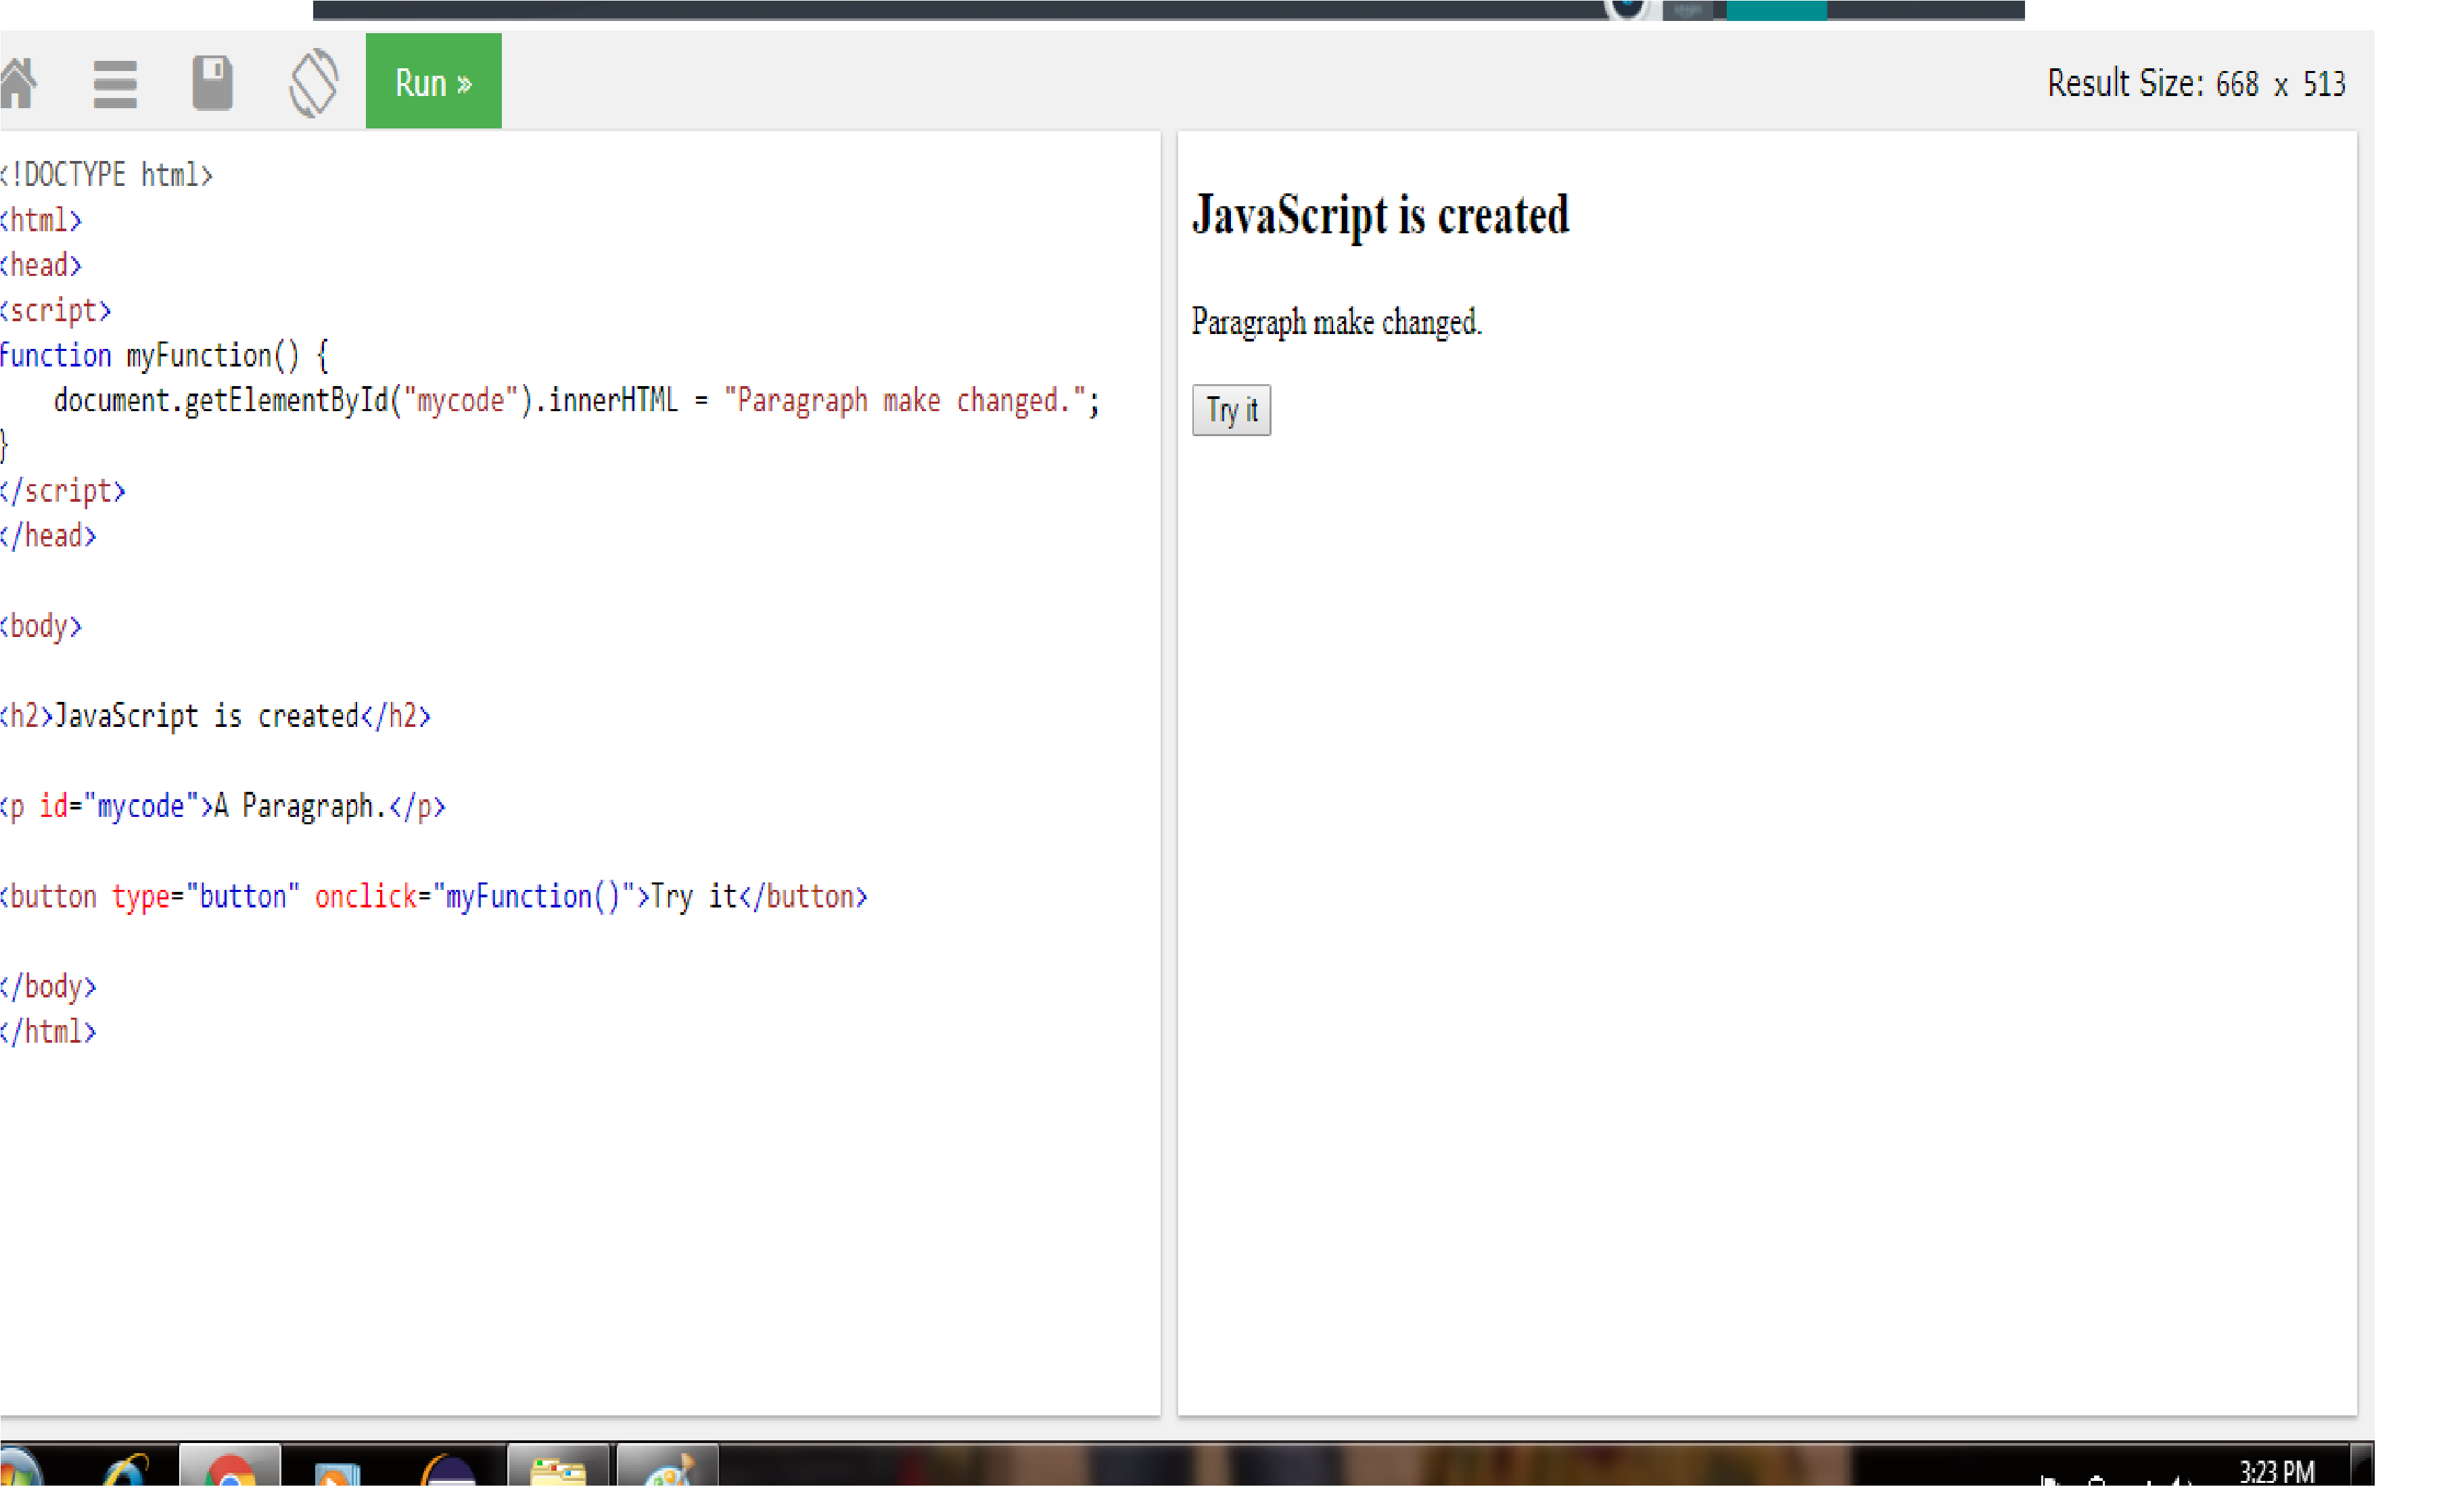 Run »
Result Size: 668 x 513
<!DOCTYPE html>
<html>
<head>
<script>
function myFunction() {
    document.getElementById("mycode").innerHTML = "Paragraph make changed.";
}
</script>
</head>
<body>
<h2>JavaScript is created</h2>
<p id="mycode">A Paragraph.</p>
<button type="button" onclick="myFunction()">Try it</button>
</body>
</html>
JavaScript is created
Paragraph make changed.
Try it
3:23 PM